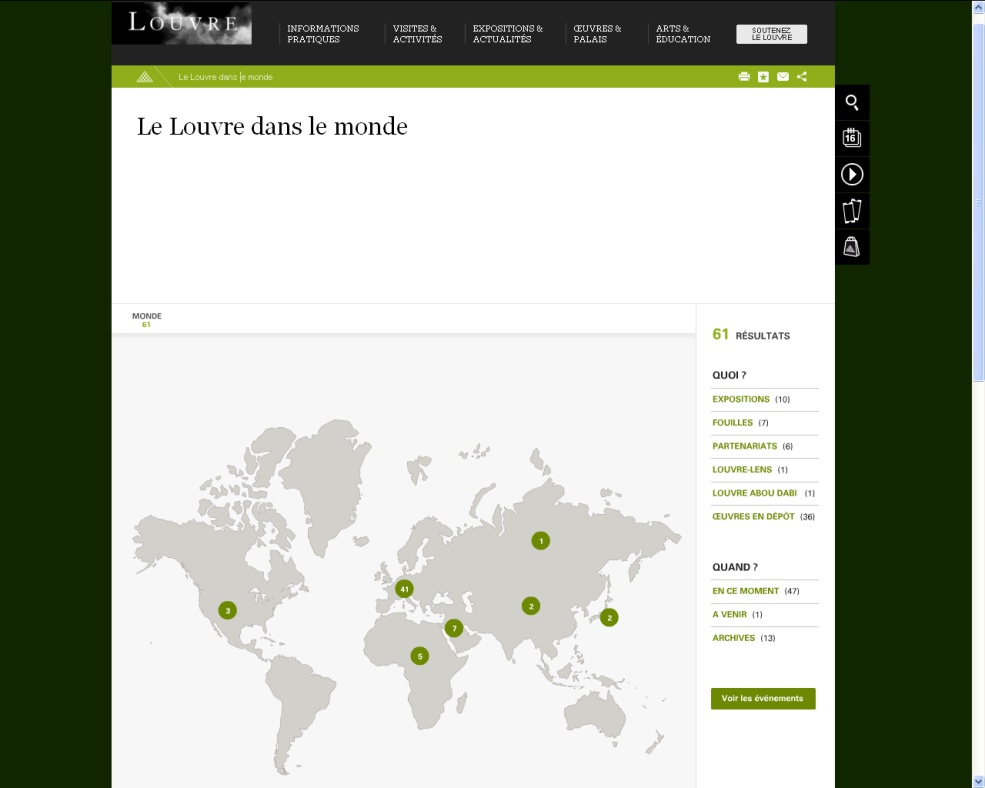 LOUVRE
INFORMATIONS
PRATIQUES
VISITES &
ACTIVITÉS
EXPOSITIONS &
ACTUALITÉS
ŒUVRES &
PALAIS
ARTS &
ÉDUCATION
SOUTENEZ
LE LOUVRE
Le Louvre dans le monde
16
Le Louvre dans le monde
MONDE
61
61 RÉSULTATS
QUOI ?
EXPOSITIONS (10)
FOUILLES (7)
PARTENARIATS (6)
LOUVRE-LENS (1)
LOUVRE ABOU DABI (1)
ŒUVRES EN DÉPÔT (36)
QUAND ?
EN CE MOMENT (47)
A VENIR (1)
ARCHIVES (13)
Voir les événements
1
41
3
2
2
7
5